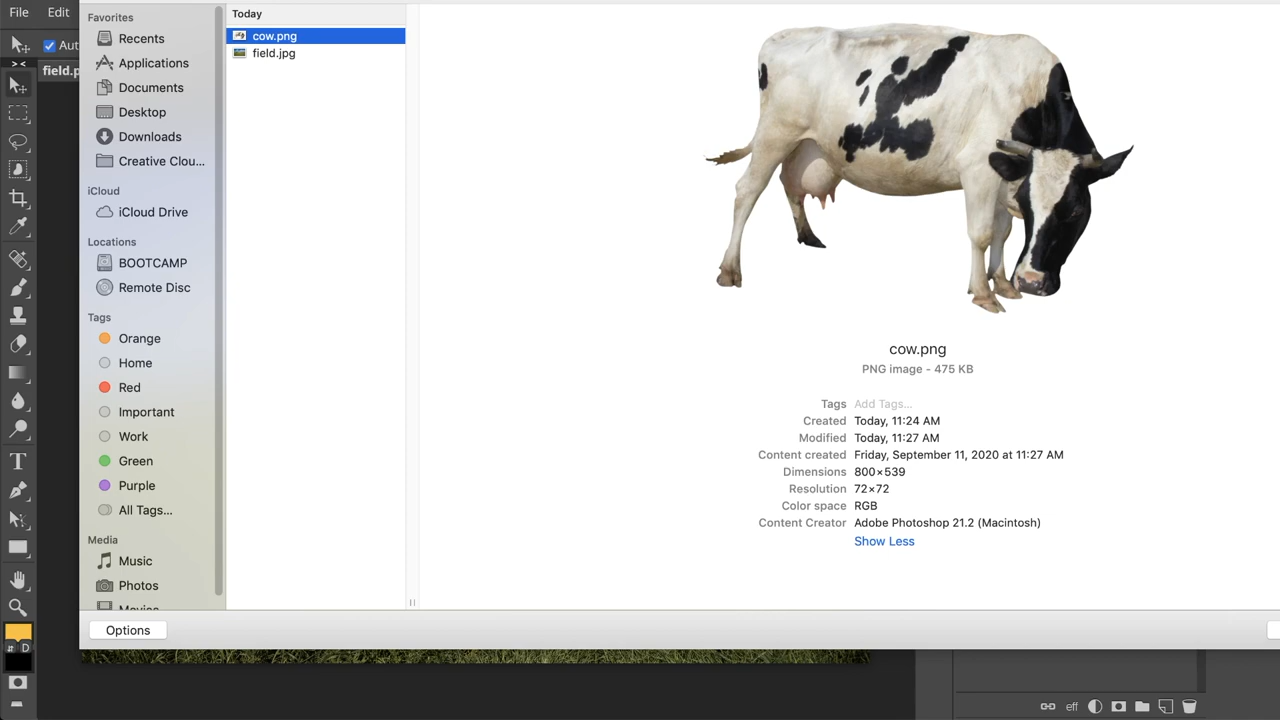 File Edit
Aut
field.p
Favorites
Recents
Applications
Documents
Desktop
Downloads
Creative Clou...
iCloud
iCloud Drive
Locations
BOOTCAMP
Remote Disc
Tags
Orange
Home
Red
Important
Work
Green
Purple
All Tags...
Media
Music
Photos
Movies
Today
cow.png
field.jpg
cow.png
PNG image - 475 KB
Tags Add Tags...
Created Today, 11:24 AM
Modified Today, 11:27 AM
Content created Friday, September 11, 2020 at 11:27 AM
Dimensions 800×539
Resolution 72×72
Color space RGB
Content Creator Adobe Photoshop 21.2 (Macintosh)
Show Less
Options
T
D
eff